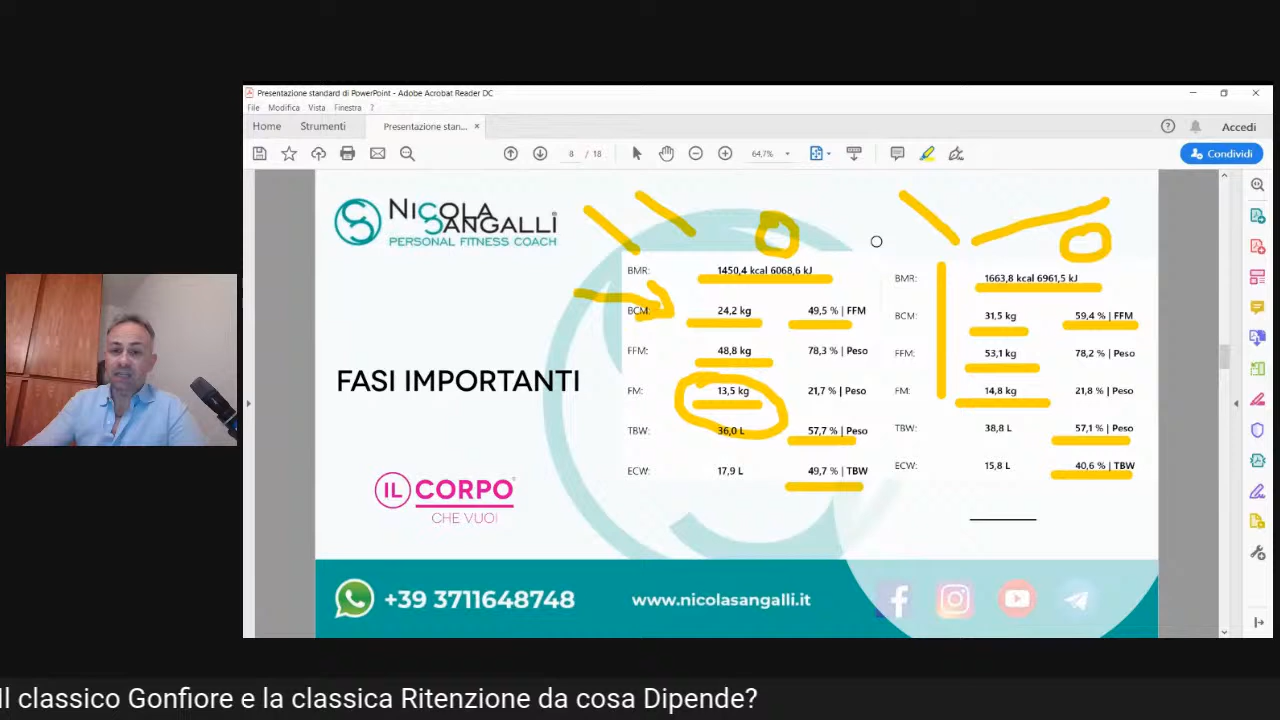 Presentazione standard di PowerPoint - Adobe Acrobat Reader DC
File Modifica Vista Finestra ?
Home Strumenti Presentazione stan... × Accedi
8 / 18 64,7% Condividi
NICOLA
SANGALLI
PERSONAL FITNESS COACH
FASI IMPORTANTI
IL CORPO
CHE VUOI
BMR: 1450,4 kcal 6068,6 kJ
BCM: 24,2 kg 49,5 % | FFM
FFM: 48,8 kg 78,3 % | Peso
FM: 13,5 kg 21,7 % | Peso
TBW: 36,0 L 57,7 % | Peso
ECW: 17,9 L 49,7 % | TBW
BMR: 1663,8 kcal 6961,5 kJ
BCM: 31,5 kg 59,4 % | FFM
FFM: 53,1 kg 78,2 % | Peso
FM: 14,8 kg 21,8 % | Peso
TBW: 38,8 L 57,1 % | Peso
ECW: 15,8 L 40,6 % | TBW
+39 3711648748 www.nicolasangalli.it
Il classico Gonfiore e la classica Ritenzione da cosa Dipende?